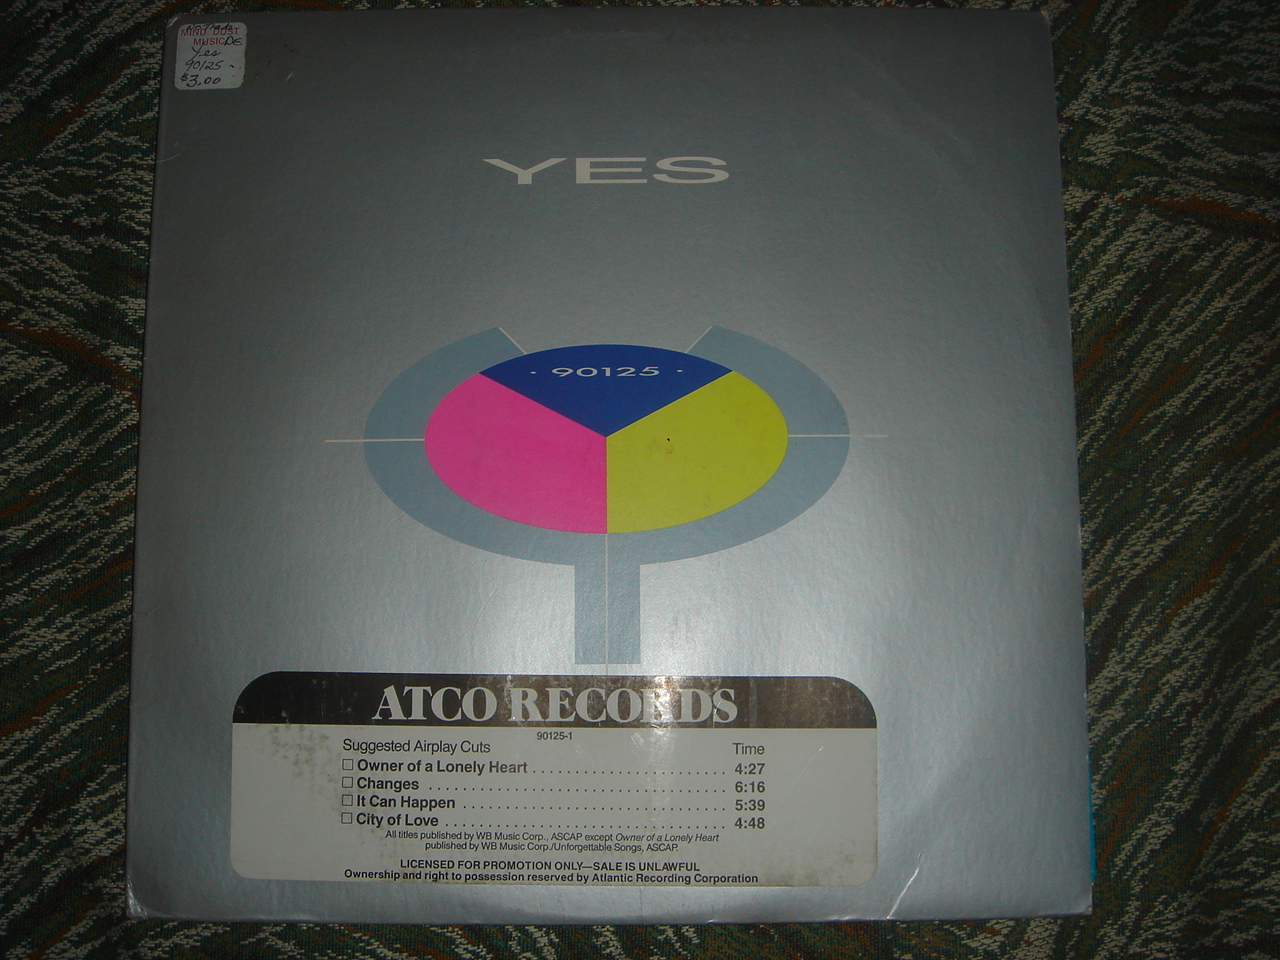 MIND DUST
MUSIC
Yes
90125
$3.00
YES
· 90125 ·
ATCO RECORDS
90125-1
Suggested Airplay Cuts Time
Owner of a Lonely Heart 4:27
Changes 6:16
It Can Happen 5:39
City of Love 4:48
All titles published by WB Music Corp., ASCAP except Owner of a Lonely Heart
published by WB Music Corp./Unforgettable Songs, ASCAP.
LICENSED FOR PROMOTION ONLY—SALE IS UNLAWFUL
Ownership and right to possession reserved by Atlantic Recording Corporation